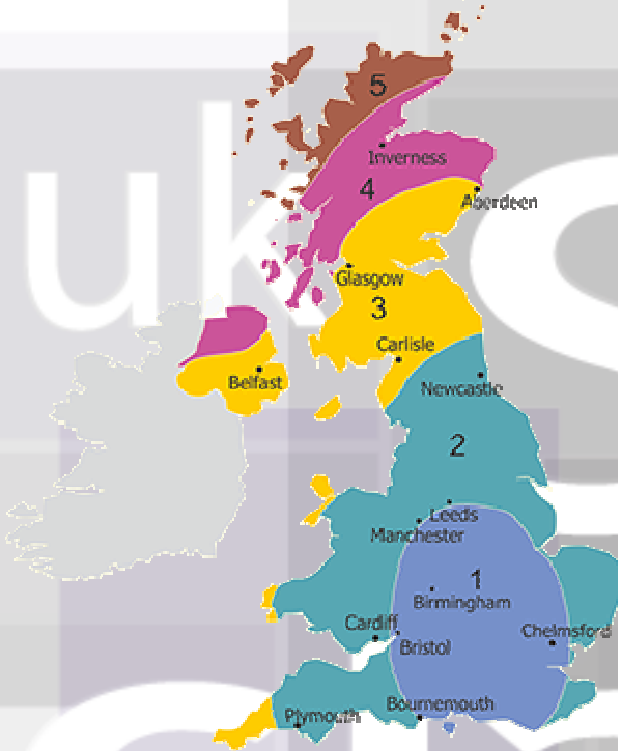 5
Inverness
4
Aberdeen
uk
Glasgow
3
Carlisle
Belfast
Newcastle
2
Leeds
Manchester
1
Birmingham
Cardiff
Chelmsford
Bristol
Bournemouth
Plymouth